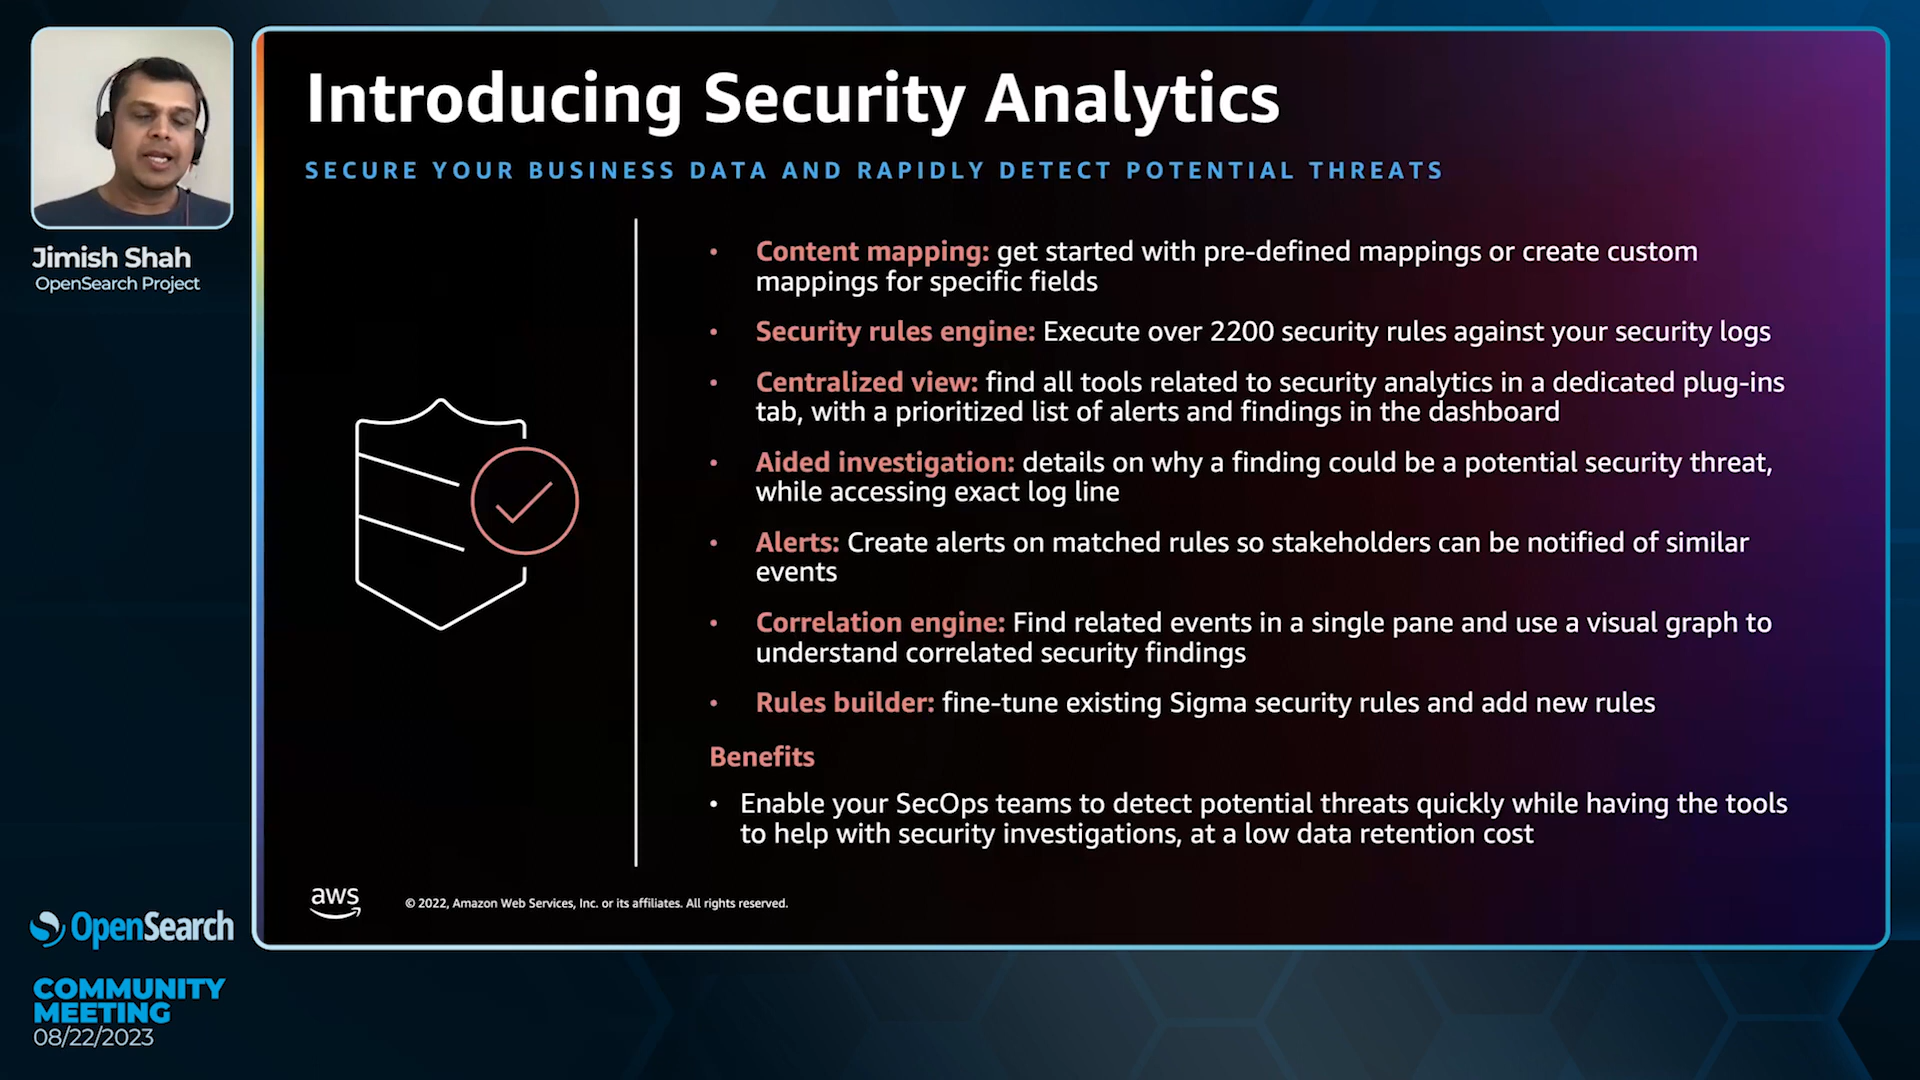 Introducing Security Analytics
SECURE YOUR BUSINESS DATA AND RAPIDLY DETECT POTENTIAL THREATS
Jimish Shah
OpenSearch Project
• Content mapping: get started with pre-defined mappings or create custom
mappings for specific fields
• Security rules engine: Execute over 2200 security rules against your security logs
• Centralized view: find all tools related to security analytics in a dedicated plug-ins
tab, with a prioritized list of alerts and findings in the dashboard
• Aided investigation: details on why a finding could be a potential security threat,
while accessing exact log line
• Alerts: Create alerts on matched rules so stakeholders can be notified of similar
events
• Correlation engine: Find related events in a single pane and use a visual graph to
understand correlated security findings
• Rules builder: fine-tune existing Sigma security rules and add new rules
Benefits
• Enable your SecOps teams to detect potential threats quickly while having the tools
to help with security investigations, at a low data retention cost
aws
© 2022, Amazon Web Services, Inc. or its affiliates. All rights reserved.
OpenSearch
COMMUNITY
MEETING
08/22/2023